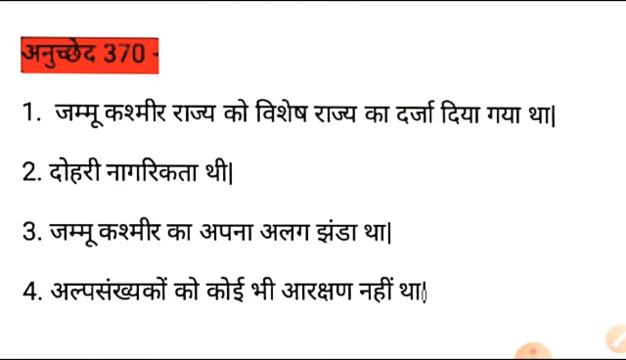 अनुच्छेद 370 -
1. जम्मू कश्मीर राज्य को विशेष राज्य का दर्जा दिया गया था|
2. दोहरी नागरिकता थी|
3. जम्मू कश्मीर का अपना अलग झंडा था|
4. अल्पसंख्यकों को कोई भी आरक्षण नहीं था|